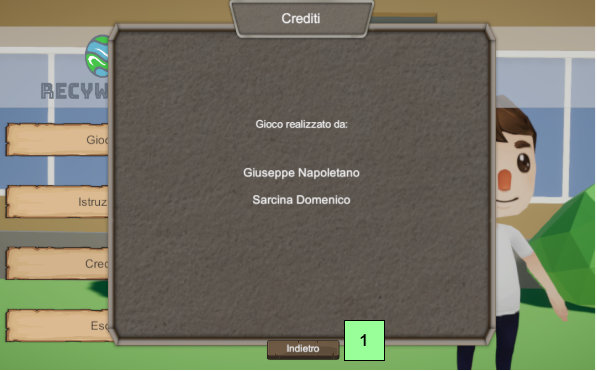 Crediti
RECYW
Gioco realizzato da:
Giuseppe Napoletano
Sarcina Domenico
Gioc
Istruz
Cred
Esc
Indietro
1